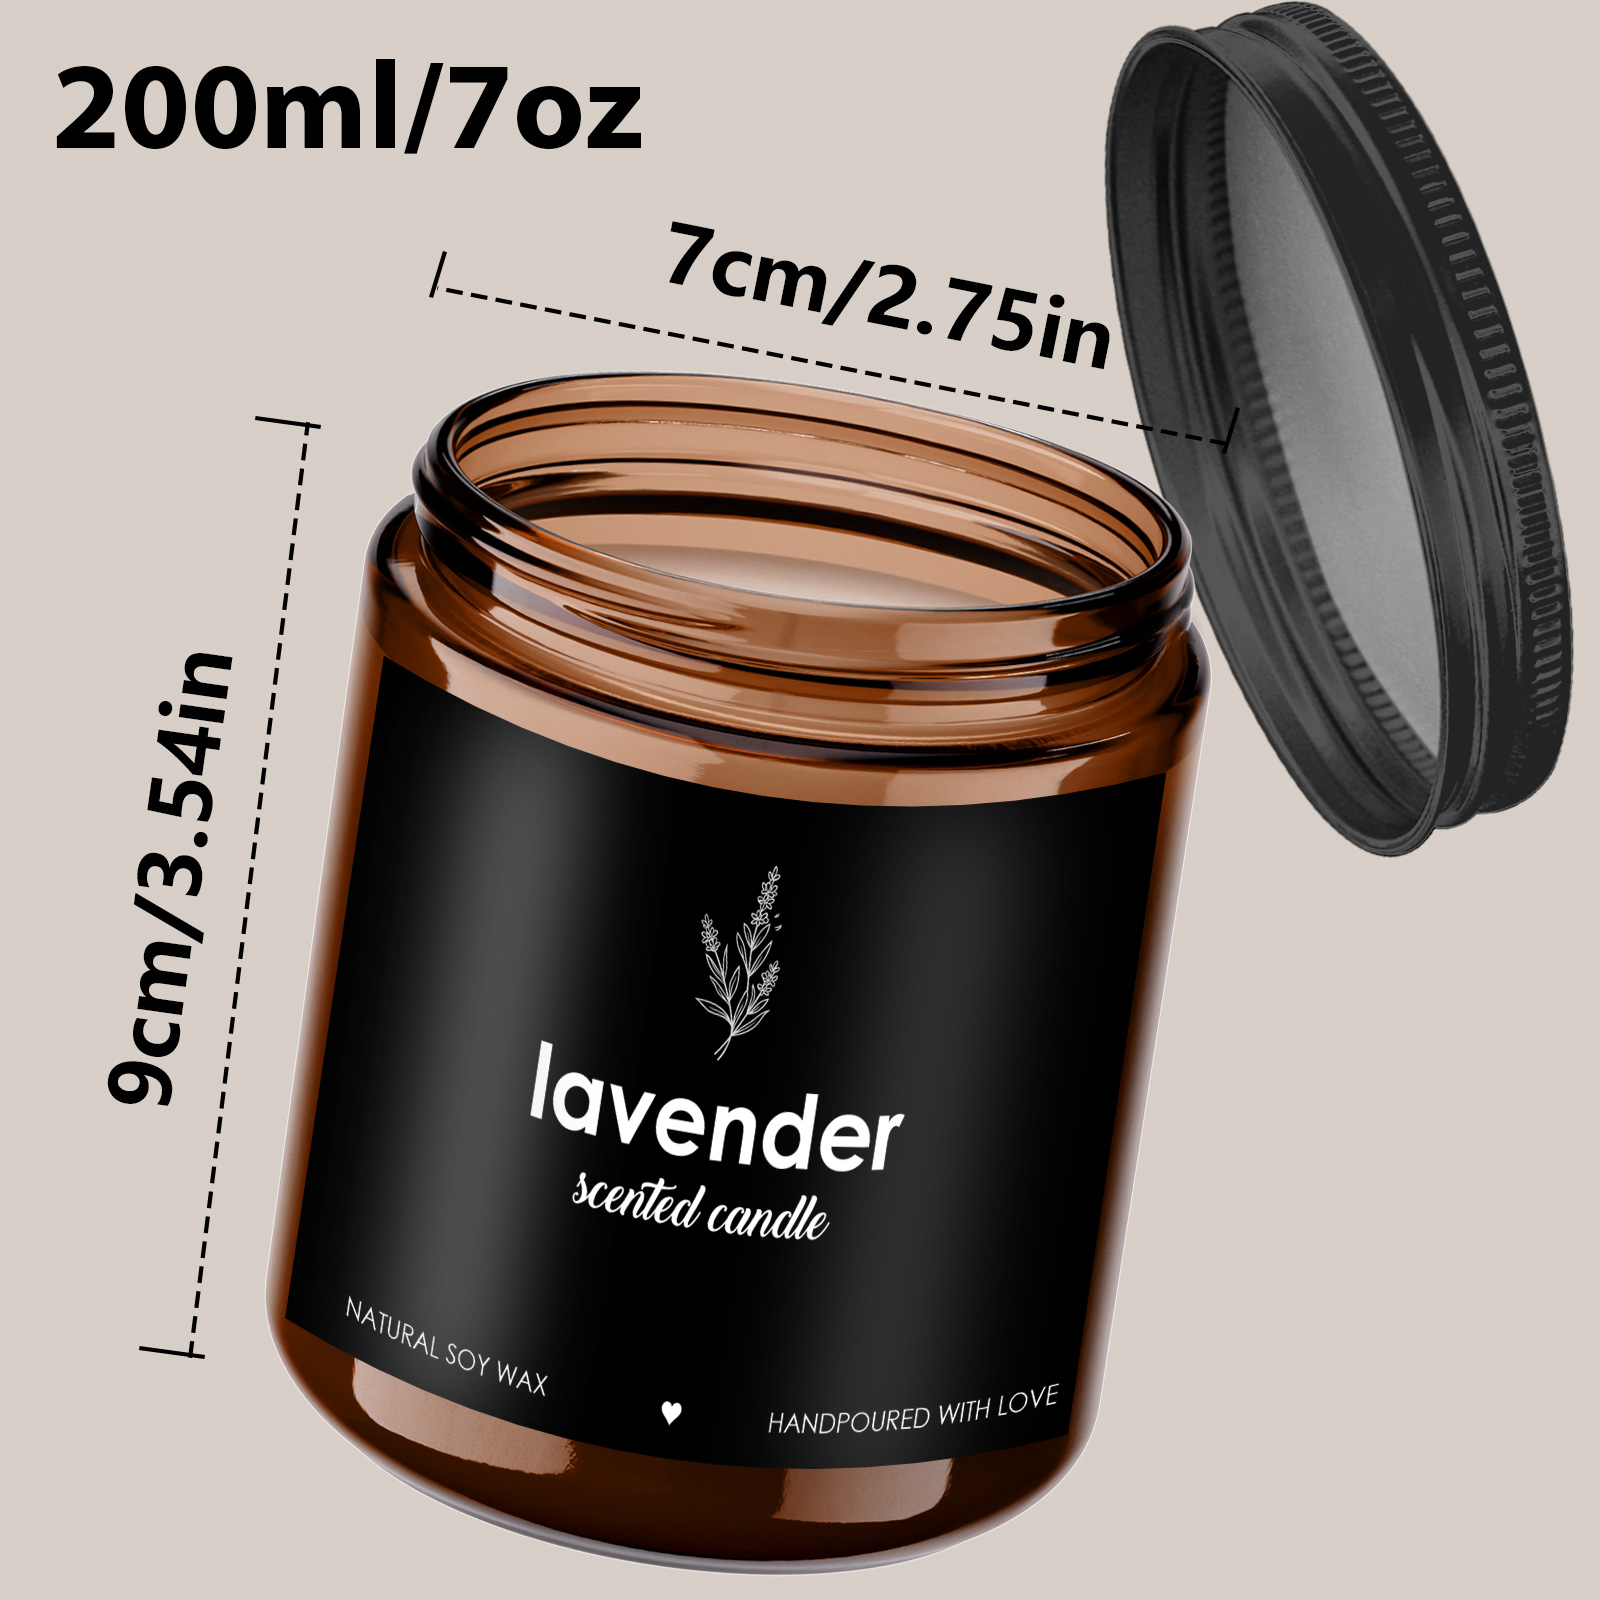 200ml/7oz
7cm/2.75in
9cm/3.54in
lavender
scented candle
NATURAL SOY WAX
♥
HANDPOURED WITH LOVE